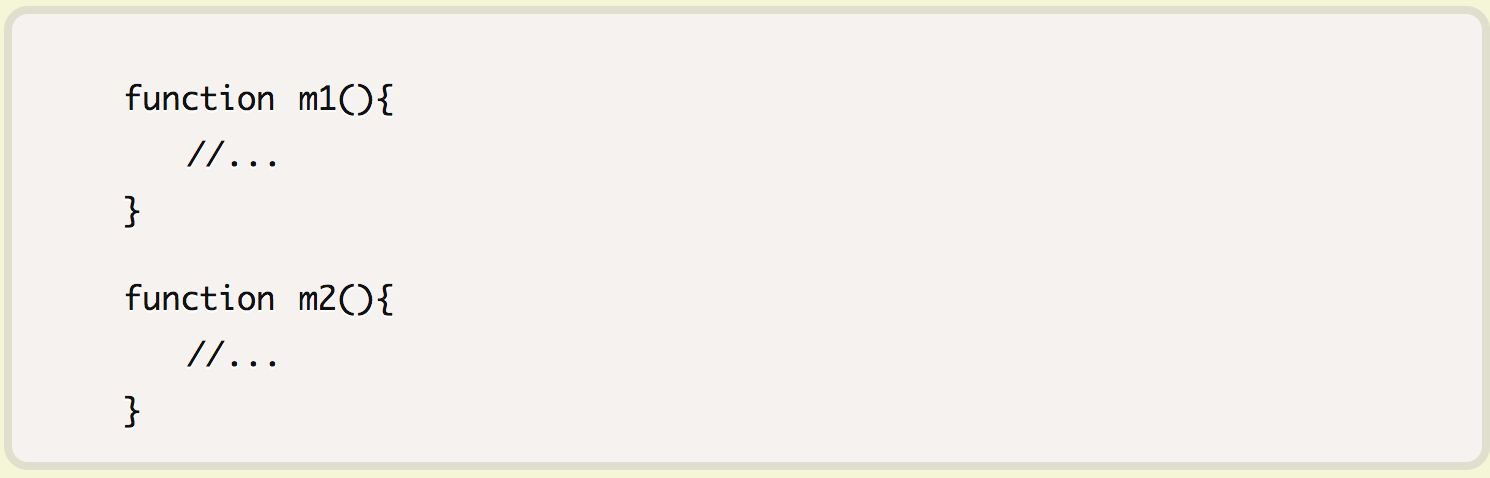 function m1(){
//...
}
function m2(){
//...
}